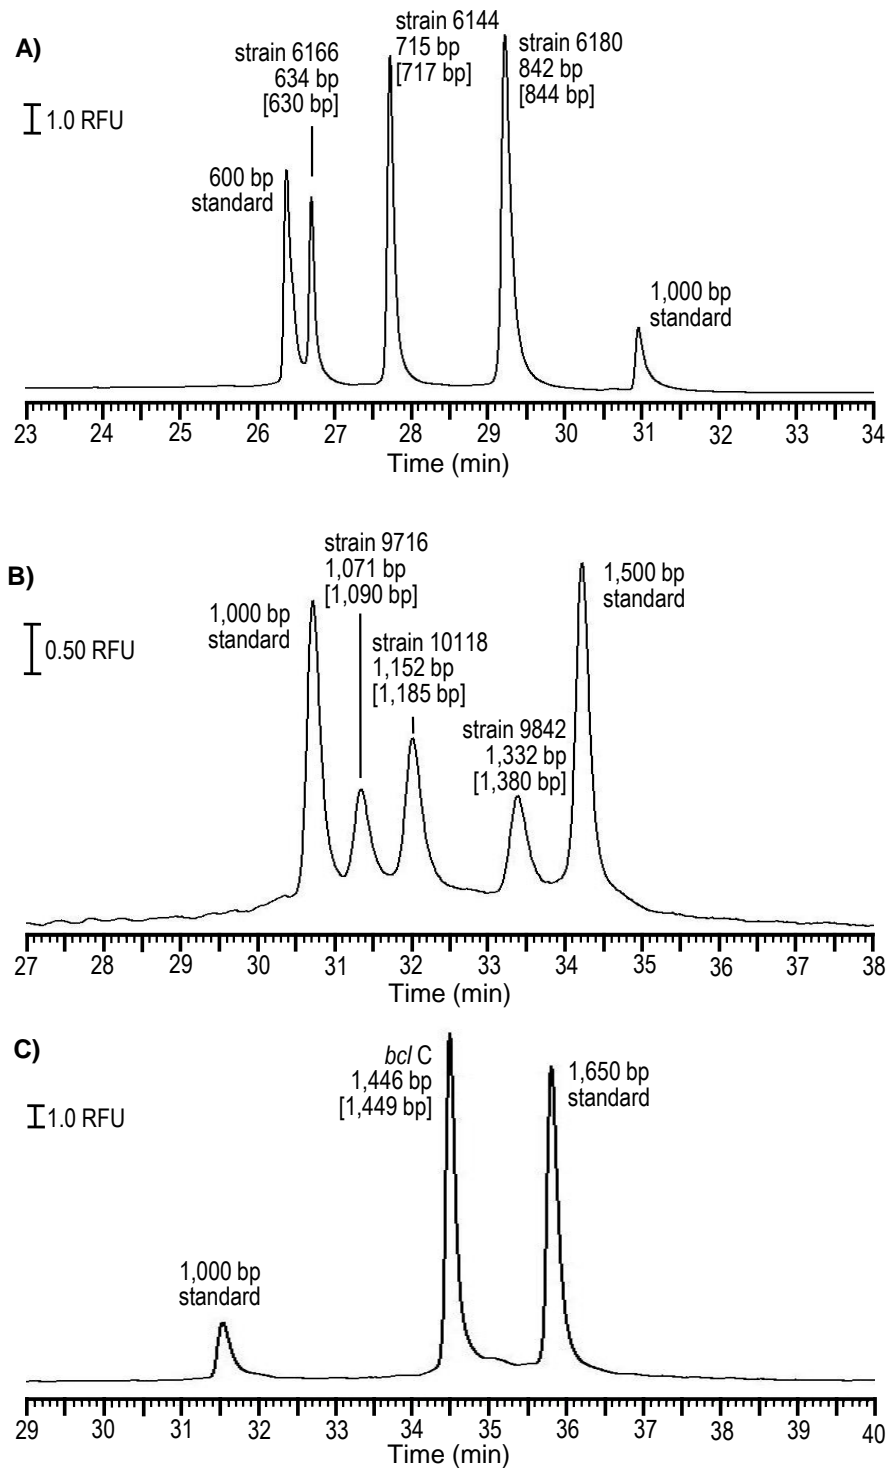 A)
1.0 RFU
600 bp
standard
strain 6166
634 bp
[630 bp]
strain 6144
715 bp
[717 bp]
strain 6180
842 bp
[844 bp]
1,000 bp
standard
23 24 25 26 27 28 29 30 31 32 33 34
Time (min)
B)
0.50 RFU
1,000 bp
standard
strain 9716
1,071 bp
[1,090 bp]
strain 10118
1,152 bp
[1,185 bp]
strain 9842
1,332 bp
[1,380 bp]
1,500 bp
standard
27 28 29 30 31 32 33 34 35 36 37 38
Time (min)
C)
1.0 RFU
1,000 bp
standard
bcl C
1,446 bp
[1,449 bp]
1,650 bp
standard
29 30 31 32 33 34 35 36 37 38 39 40
Time (min)